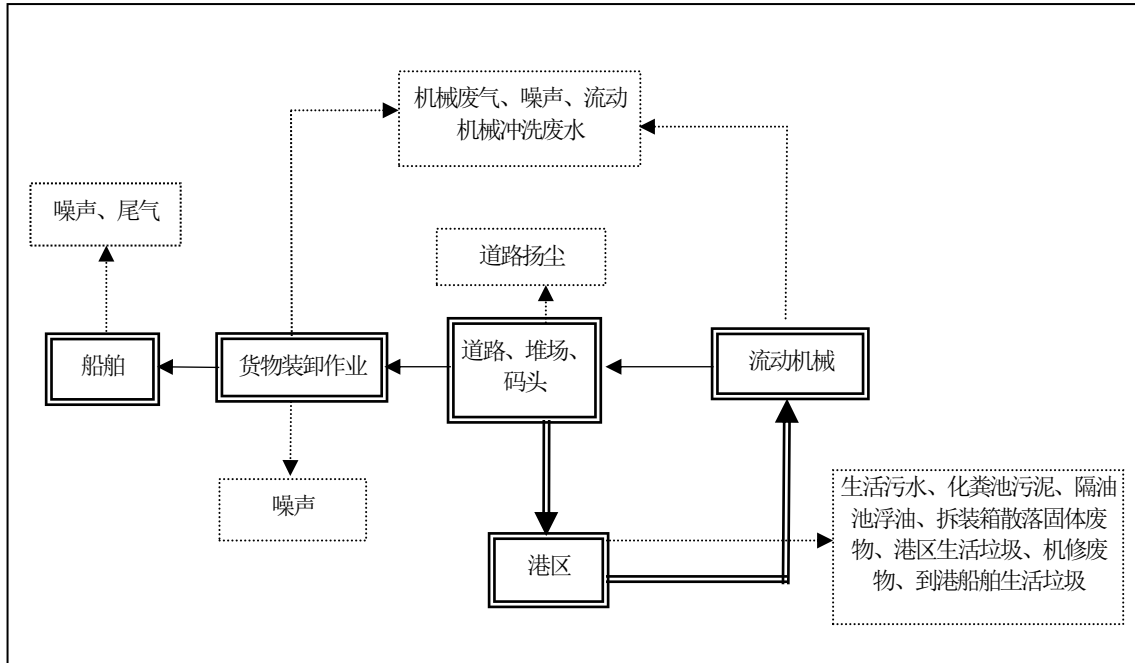 机械废气、噪声、流动
机械冲洗废水
噪声、尾气
道路扬尘
船舶
货物装卸作业
道路、堆场、
码头
流动机械
噪声
港区
生活污水、化粪池污泥、隔油
池浮油、拆装箱散落固体废
物、港区生活垃圾、机修废
物、到港船舶生活垃圾